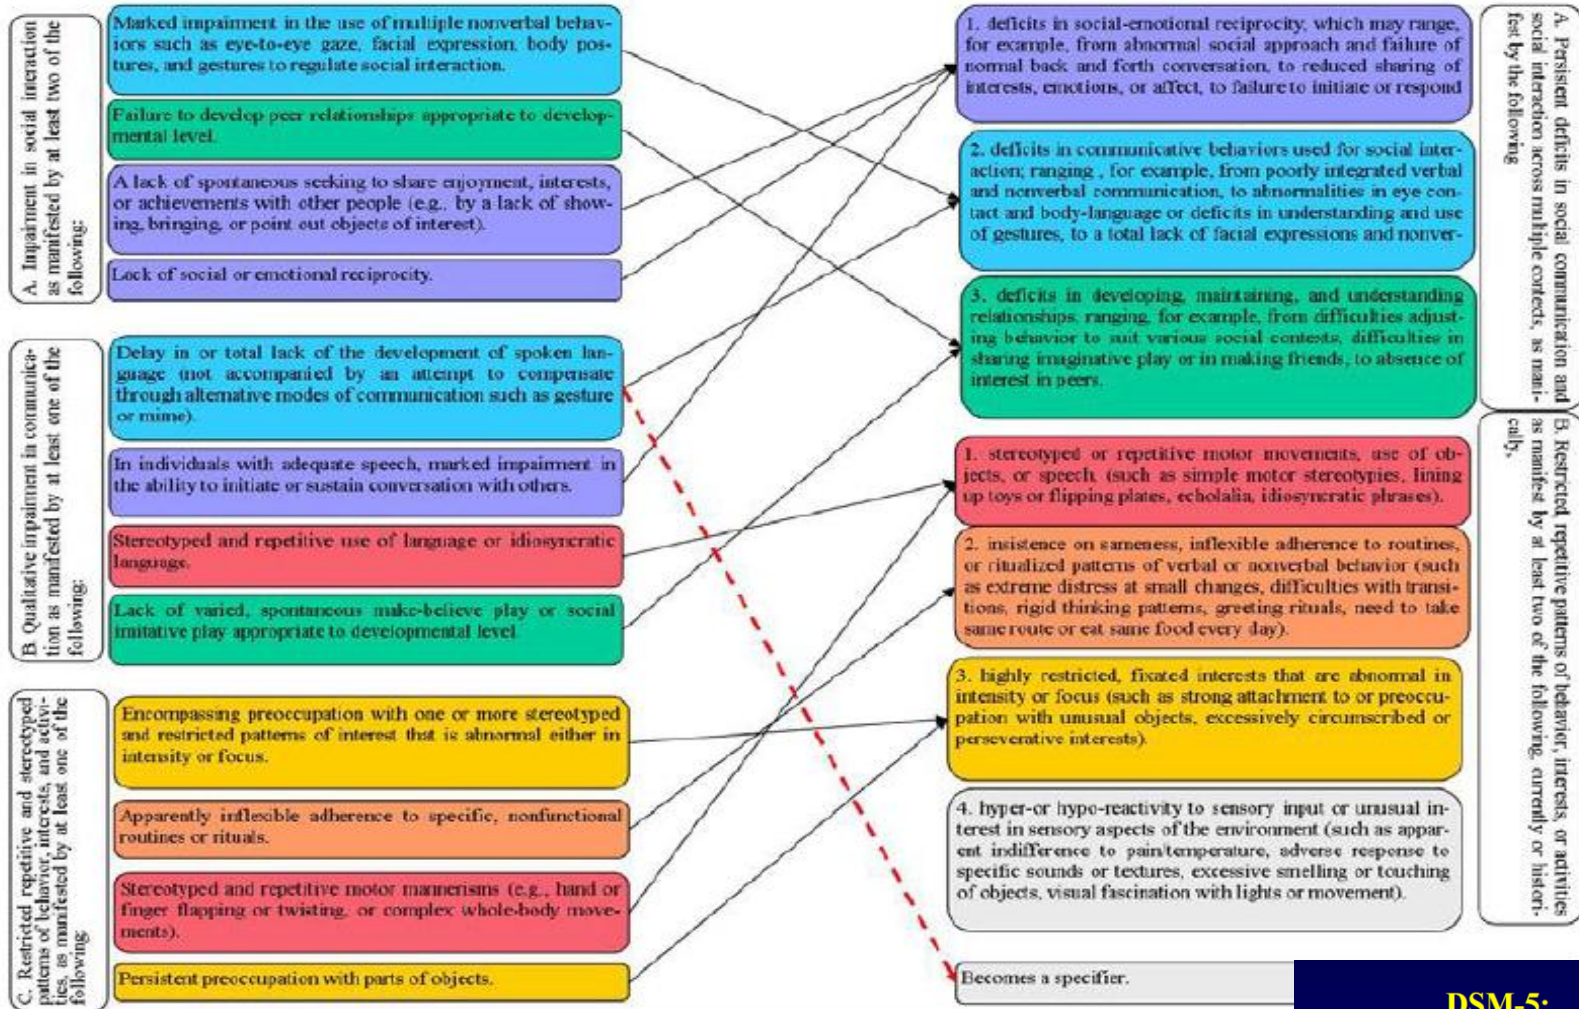 A. Impairment in social interaction
as manifested by at least two of the
following:
Marked impairment in the use of multiple nonverbal behav-
iors such as eye-to-eye gaze, facial expression, body pos-
tures, and gestures to regulate social interaction.
Failure to develop peer relationships appropriate to develop-
mental level.
A lack of spontaneous seeking to share enjoyment, interests,
or achievements with other people (e.g., by a lack of show-
ing, bringing, or point out objects of interest).
Lack of social or emotional reciprocity.
B. Qualitative impairment in communica-
tion as manifested by at least one of the
following:
Delay in or total lack of the development of spoken lan-
guage (not accompanied by an attempt to compensate
through alternative modes of communication such as gesture
or mime).
In individuals with adequate speech, marked impairment in
the ability to initiate or sustain conversation with others.
Stereotyped and repetitive use of language or idiosyncratic
language.
Lack of varied, spontaneous make-believe play or social
imitative play appropriate to developmental level.
C. Restricted repetitive and stereotyped
patterns of behavior, interests, and activi-
ties, as manifested by at least one of the
following:
Encompassing preoccupation with one or more stereotyped
and restricted patterns of interest that is abnormal either in
intensity or focus.
Apparently inflexible adherence to specific, nonfunctional
routines or rituals.
Stereotyped and repetitive motor mannerisms (e.g., hand or
finger flapping or twisting, or complex whole-body move-
ments).
Persistent preoccupation with parts of objects.
A. Persistent deficits in social communication and
social interaction across multiple contexts, as mani-
fest by the following
1. deficits in social-emotional reciprocity, which may range,
for example, from abnormal social approach and failure of
normal back and forth conversation, to reduced sharing of
interests, emotions, or affect, to failure to initiate or respond
2. deficits in communicative behaviors used for social inter-
action; ranging , for example, from poorly integrated verbal
and nonverbal communication, to abnormalities in eye con-
tact and body-language or deficits in understanding and use
of gestures, to a total lack of facial expressions and nonver-
3. deficits in developing, maintaining, and understanding
relationships, ranging, for example, from difficulties adjust-
ing behavior to suit various social contexts, difficulties in
sharing imaginative play or in making friends, to absence of
interest in peers.
B. Restricted, repetitive patterns of behavior, interests, or activities
as manifest by at least two of the following, currently or histori-
cally,
1. stereotyped or repetitive motor movements, use of ob-
jects, or speech, (such as simple motor stereotypies, lining
up toys or flipping plates, echolalia, idiosyncratic phrases).
2. insistence on sameness, inflexible adherence to routines,
or ritualized patterns of verbal or nonverbal behavior (such
as extreme distress at small changes, difficulties with transi-
tions, rigid thinking patterns, greeting rituals, need to take
same route or eat same food every day).
3. highly restricted, fixated interests that are abnormal in
intensity or focus (such as strong attachment to or preoccu-
pation with unusual objects, excessively circumscribed or
perseverative interests).
4. hyper-or hypo-reactivity to sensory input or unusual in-
terest in sensory aspects of the environment (such as appar-
ent indifference to pain/temperature, adverse response to
specific sounds or textures, excessive smelling or touching
of objects, visual fascination with lights or movement).
Becomes a specifier.
DSM-5: